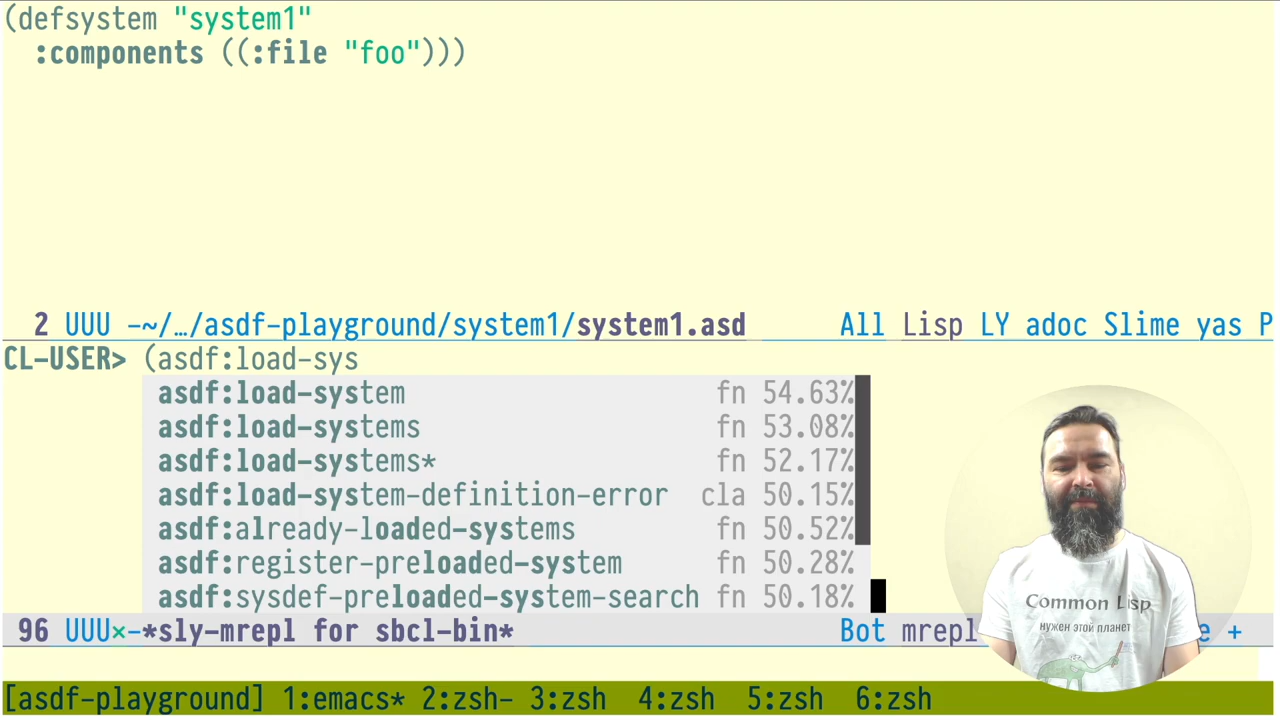 (defsystem "system1"
:components ((:file "foo")))
2 UUU -~/…/asdf-playground/system1/system1.asd All Lisp LY adoc Slime yas P
CL-USER> (asdf:load-sys
asdf:load-system fn 54.63%
asdf:load-systems fn 53.08%
asdf:load-systems* fn 52.17%
asdf:load-system-definition-error cla 50.15%
asdf:already-loaded-systems fn 50.52%
asdf:register-preloaded-system fn 50.28%
asdf:sysdef-preloaded-system-search fn 50.18%
96 UUU×-*sly-mrepl for sbcl-bin* Bot mrepl e +
Common Lisp
нужен этой планет
[asdf-playground] 1:emacs* 2:zsh- 3:zsh 4:zsh 5:zsh 6:zsh